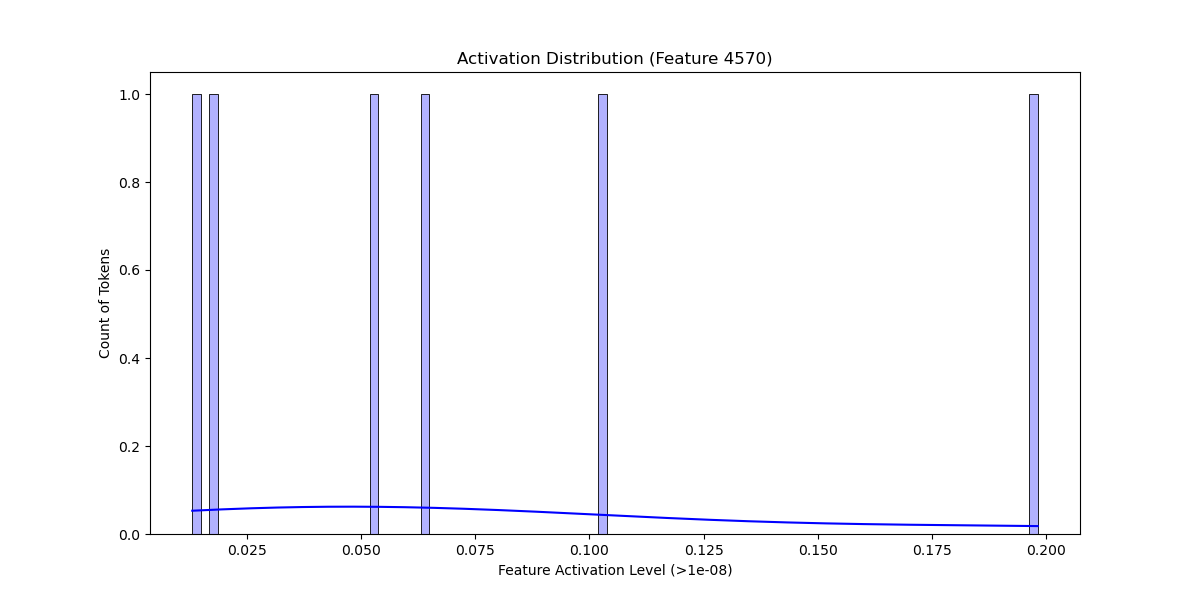 Activation Distribution (Feature 4570)
Count of Tokens
1.0
0.8
0.6
0.4
0.2
0.0
0.025 0.050 0.075 0.100 0.125 0.150 0.175 0.200
Feature Activation Level (>1e-08)